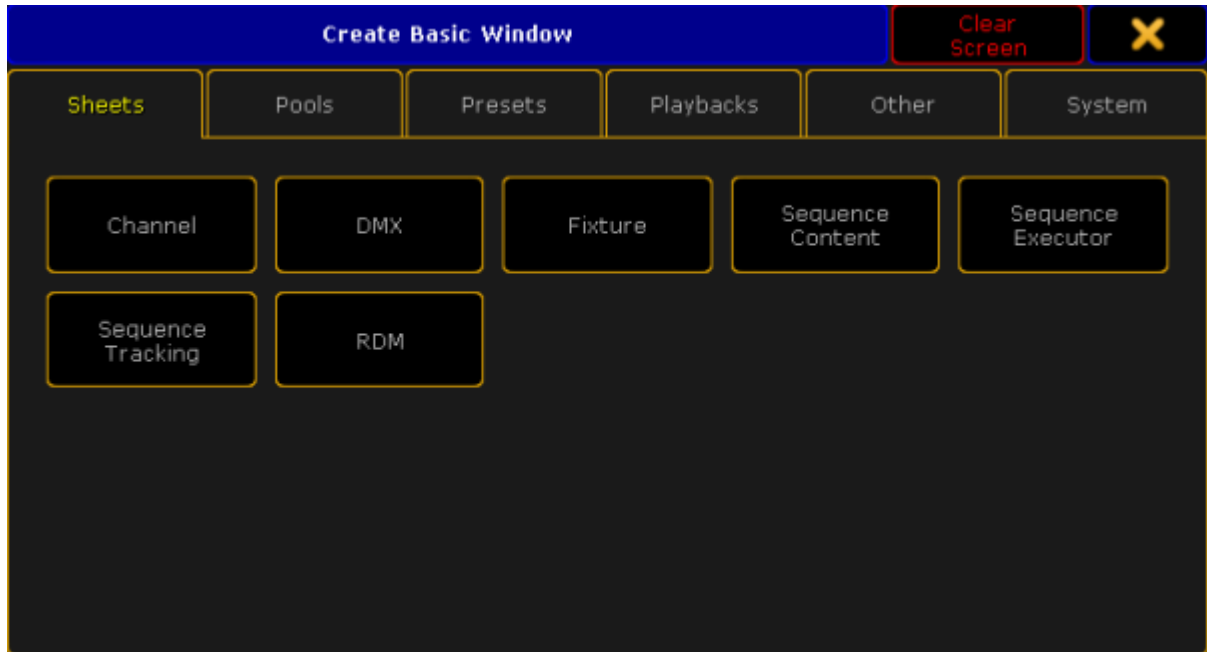 Create Basic Window
Clear
Screen
Sheets
Pools
Presets
Playbacks
Other
System
Channel
DMX
Fixture
Sequence
Content
Sequence
Executor
Sequence
Tracking
RDM